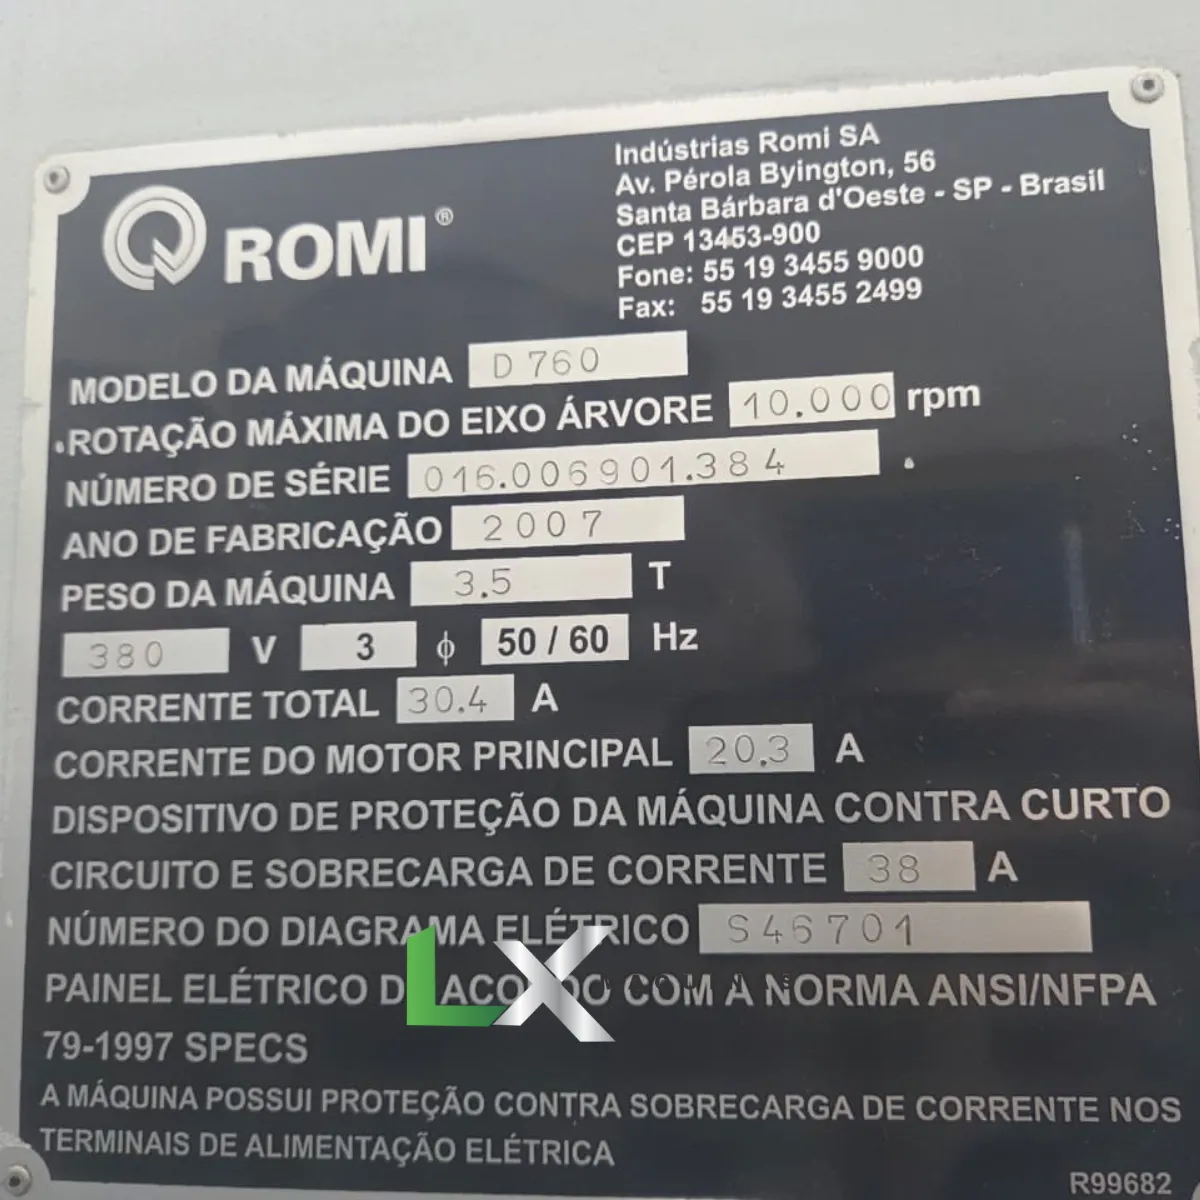 ROMI®
Indústrias Romi SA
Av. Pérola Byington, 56
Santa Bárbara d'Oeste - SP - Brasil
CEP 13453-900
Fone: 55 19 3455 9000
Fax: 55 19 3455 2499
MODELO DA MÁQUINA D 760
ROTAÇÃO MÁXIMA DO EIXO ÁRVORE 10.000 rpm
NÚMERO DE SÉRIE 016.006901.384
ANO DE FABRICAÇÃO 2007
PESO DA MÁQUINA 3.5 T
380 V 3 ϕ 50 / 60 Hz
CORRENTE TOTAL 30.4 A
CORRENTE DO MOTOR PRINCIPAL 20.3 A
DISPOSITIVO DE PROTEÇÃO DA MÁQUINA CONTRA CURTO
CIRCUITO E SOBRECARGA DE CORRENTE 38 A
NÚMERO DO DIAGRAMA ELÉTRICO S46701
PAINEL ELÉTRICO DE ACORDO COM A NORMA ANSI/NFPA
LX
79-1997 SPECS
A MÁQUINA POSSUI PROTEÇÃO CONTRA SOBRECARGA DE CORRENTE NOS
TERMINAIS DE ALIMENTAÇÃO ELÉTRICA
R99682